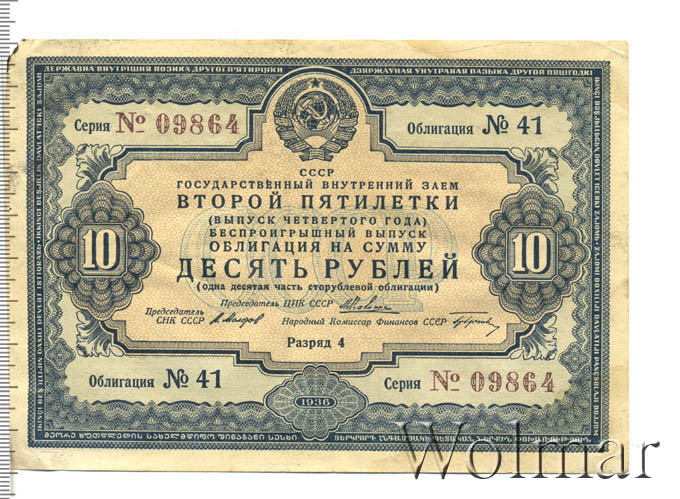 ДЕРЖАВНА ВНУТРІШНЯ ПОЗИКА ДРУГОЇ П'ЯТИРІЧКИ
ДЗЯРЖАЎНАЯ УНУТРАНАЯ ПАЗЫКА ДРУГОЙ ПЯЦІГОДКІ
Серия № 09864
Облигация № 41
СССР
ГОСУДАРСТВЕННЫЙ ВНУТРЕННИЙ ЗАЕМ
ВТОРОЙ ПЯТИЛЕТКИ
(ВЫПУСК ЧЕТВЕРТОГО ГОДА)
БЕСПРОИГРЫШНЫЙ ВЫПУСК
ОБЛИГАЦИЯ НА СУММУ
10
10
ДЕСЯТЬ РУБЛЕЙ
(одна десятая часть сторублевой облигации)
Председатель ЦИК СССР
Председатель
СНК СССР
Народный Комиссар Финансов СССР
Разряд 4
Облигация № 41
Серия № 09864
1936
Wolmar